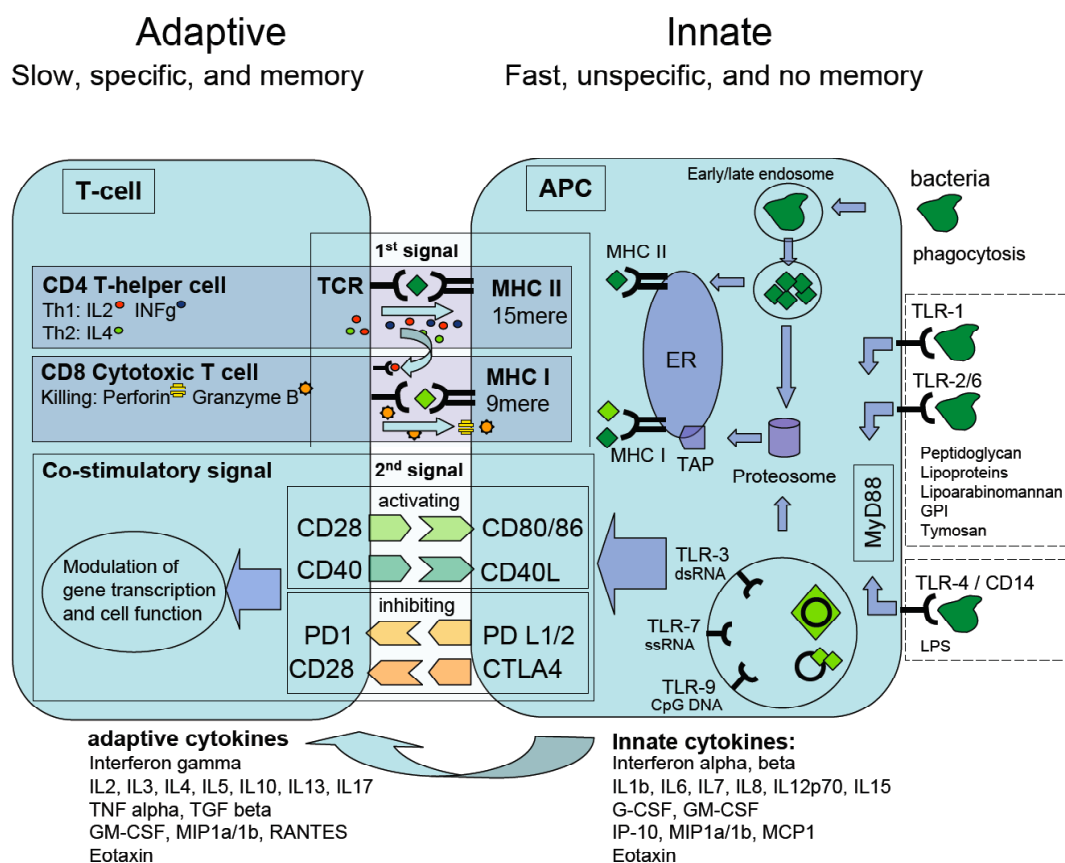 Adaptive
Slow, specific, and memory
Innate
Fast, unspecific, and no memory
T-cell
1st signal
CD4 T-helper cell
Th1: IL2 INFg
Th2: IL4
TCR
MHC II
15mere
CD8 Cytotoxic T cell
Killing: Perforin Granzyme B
MHC I
9mere
Co-stimulatory signal
2nd signal
activating
CD28
CD80/86
CD40
CD40L
inhibiting
PD1
PD L1/2
CD28
CTLA4
Modulation of
gene transcription
and cell function
APC
Early/late endosome
MHC II
ER
MHC I
TAP
Proteosome
MyD88
TLR-3
dsRNA
TLR-7
ssRNA
TLR-9
CpG DNA
bacteria
phagocytosis
TLR-1
TLR-2/6
Peptidoglycan
Lipoproteins
Lipoarabinomannan
GPI
Tymosan
TLR-4 / CD14
LPS
adaptive cytokines
Interferon gamma
IL2, IL3, IL4, IL5, IL10, IL13, IL17
TNF alpha, TGF beta
GM-CSF, MIP1a/1b, RANTES
Eotaxin
Innate cytokines:
Interferon alpha, beta
IL1b, IL6, IL7, IL8, IL12p70, IL15
G-CSF, GM-CSF
IP-10, MIP1a/1b, MCP1
Eotaxin